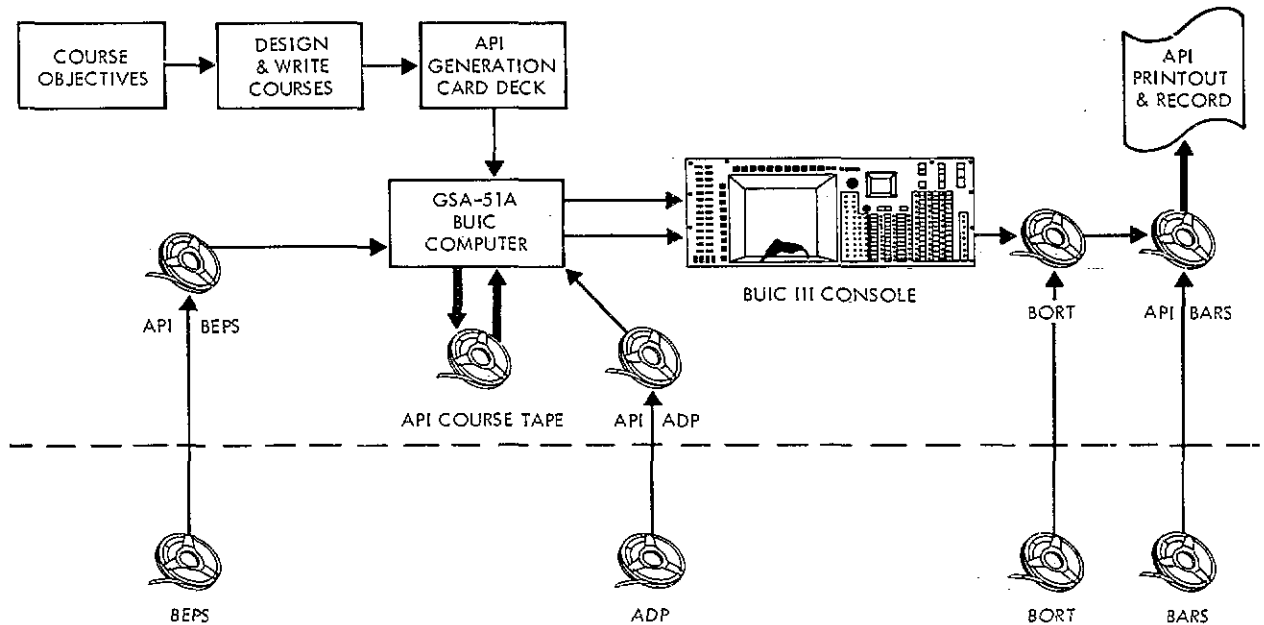 COURSE
OBJECTIVES
DESIGN
& WRITE
COURSES
API
GENERATION
CARD DECK
API
PRINTOUT
& RECORD
GSA-51A
BUIC
COMPUTER
BUIC III CONSOLE
API BEPS
BORT
API BARS
API COURSE TAPE
API ADP
BEPS
ADP
BORT
BARS